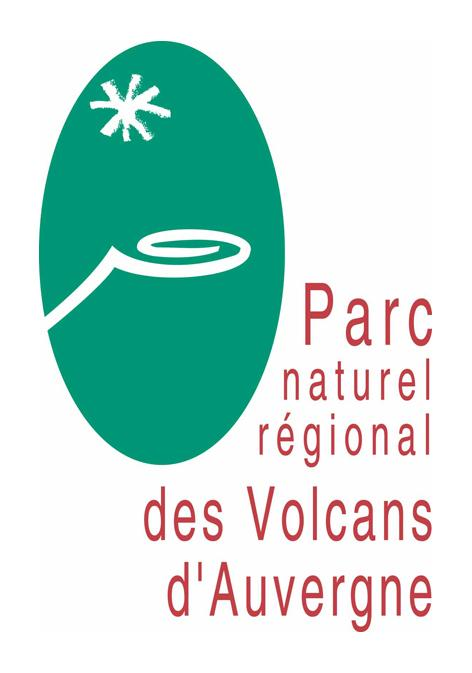 Parc
naturel
régional
des Volcans
d'Auvergne